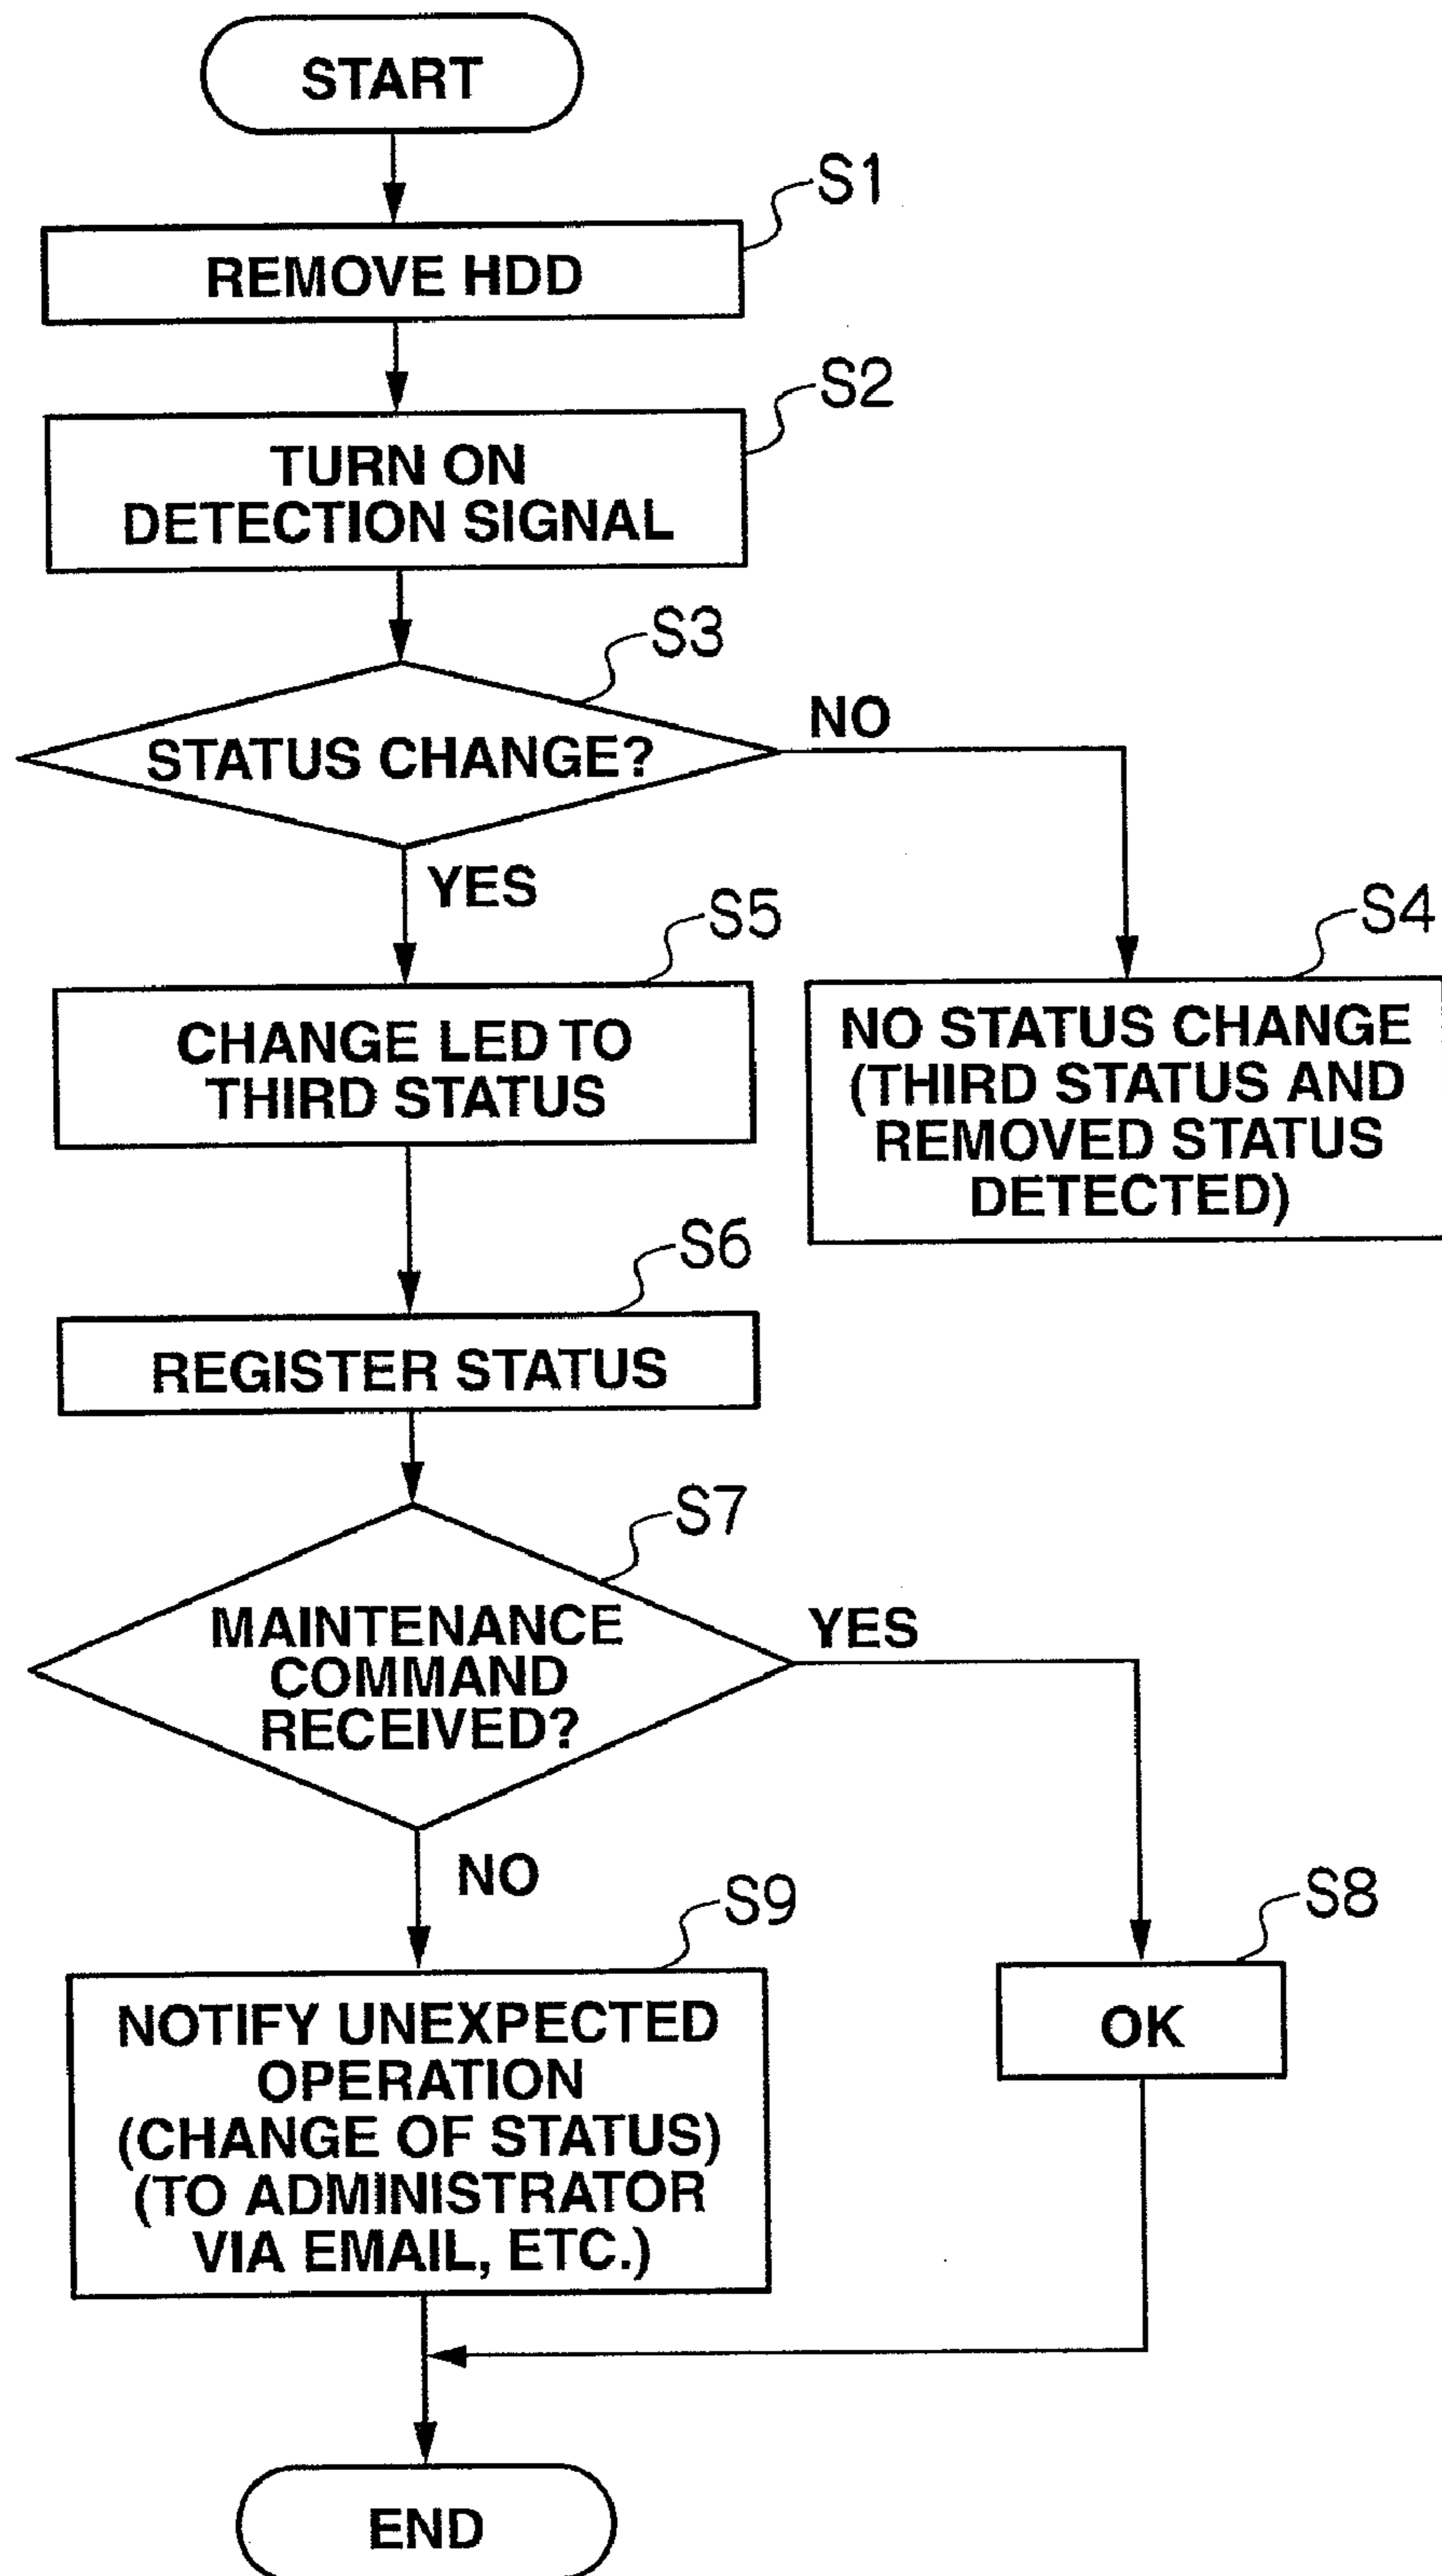 START
S1
REMOVE HDD
S2
TURN ON
DETECTION SIGNAL
S3
STATUS CHANGE?
NO
YES
S4
NO STATUS CHANGE
(THIRD STATUS AND
REMOVED STATUS
DETECTED)
S5
CHANGE LED TO
THIRD STATUS
S6
REGISTER STATUS
S7
MAINTENANCE
COMMAND
RECEIVED?
YES
NO
S8
OK
S9
NOTIFY UNEXPECTED
OPERATION
(CHANGE OF STATUS)
(TO ADMINISTRATOR
VIA EMAIL, ETC.)
END